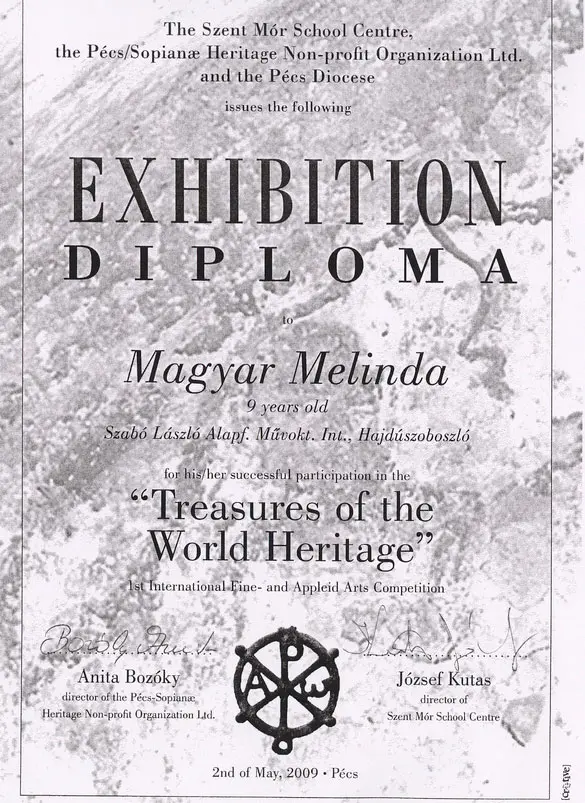 The Szent Mór School Centre,
the Pécs/Sopianæ Heritage Non-profit Organization Ltd.
and the Pécs Diocese
issues the following
EXHIBITION
DIPLOMA
to
Magyar Melinda
9 years old
Szabó László Alapf. Művokt. Int., Hajdúszoboszló
for his/her successful participation in the
“Treasures of the
World Heritage”
1st International Fine- and Appleid Arts Competition
Anita Bozóky
director of the Pécs-Sopianæ
Heritage Non-profit Organization Ltd.
József Kutas
director of
Szent Mór School Centre
2nd of May, 2009 • Pécs